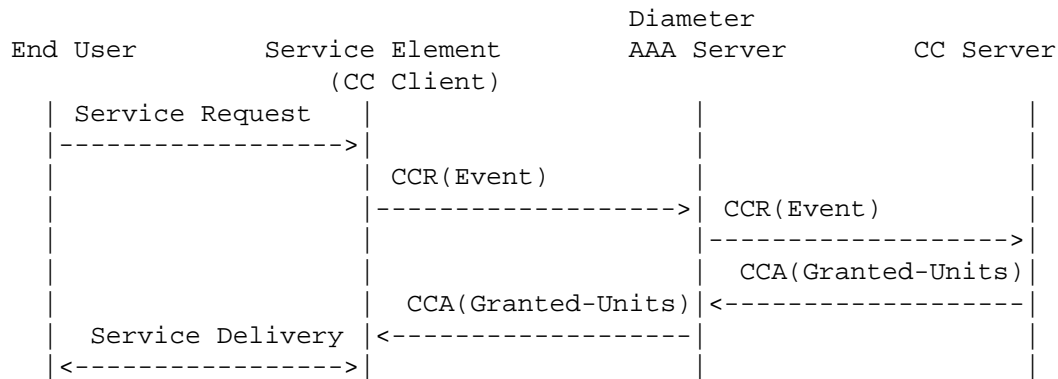 Diameter
End User Service Element AAA Server CC Server
(CC Client)
Service Request
CCR(Event)
CCR(Event)
CCA(Granted-Units)
CCA(Granted-Units)
Service Delivery